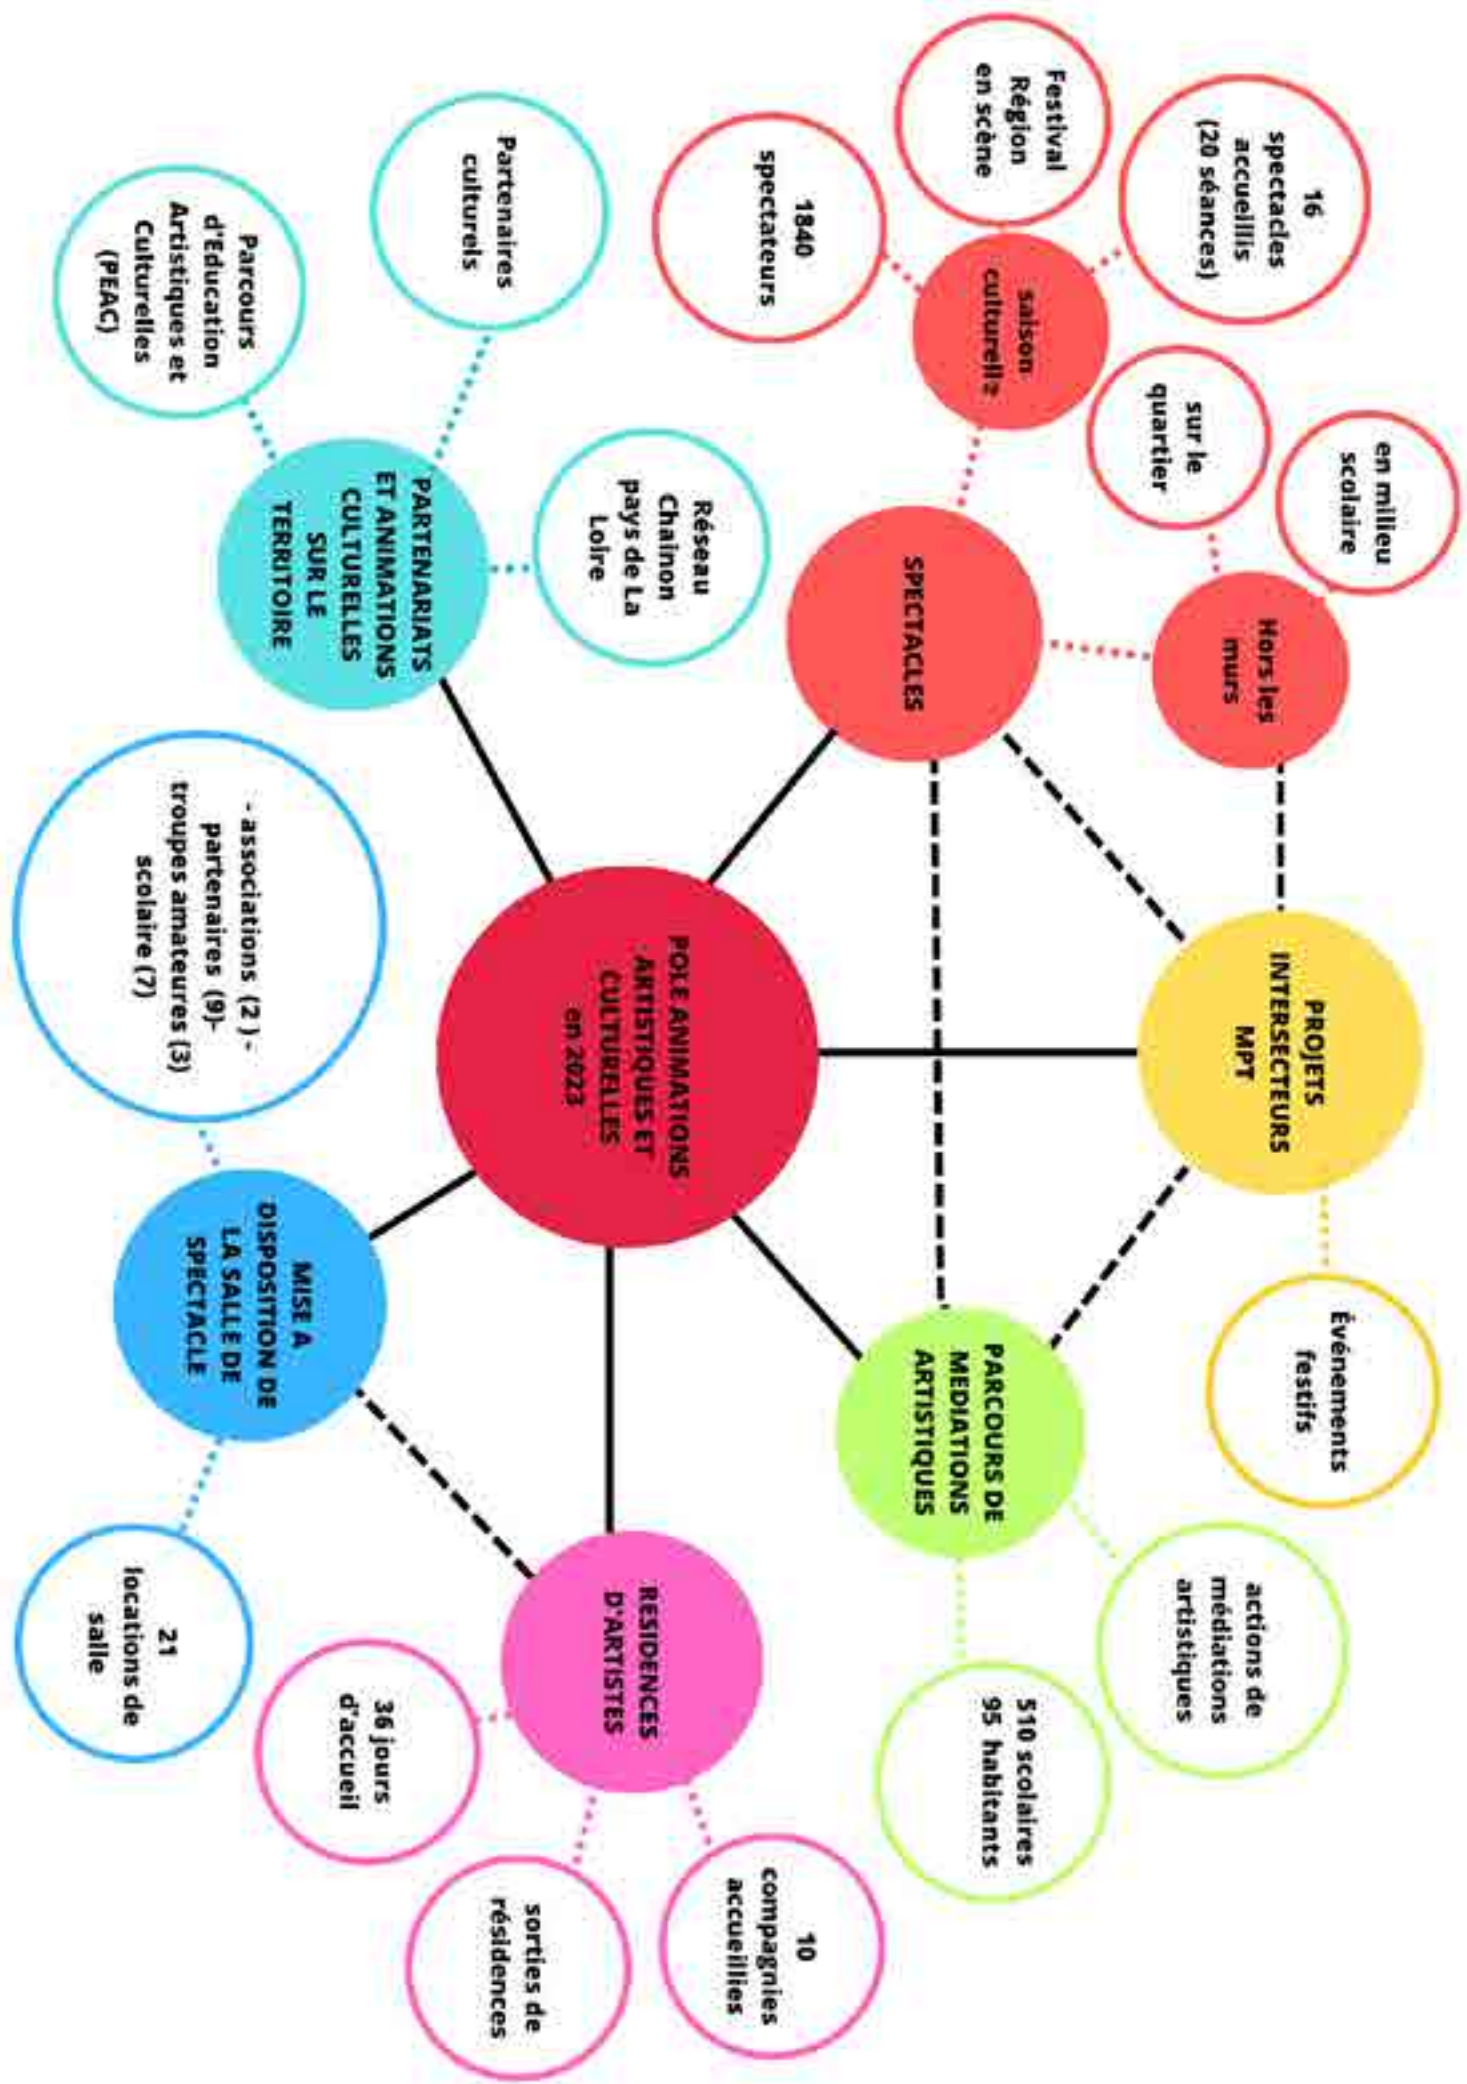 16
spectacles
accueillis
(20 séances)
Festival
Région
en scène
1840
spectateurs
saison
culturelle
en milieu
scolaire
sur le
quartier
Hors les
murs
SPECTACLES
Partenaires
culturels
Parcours
d'Education
Artistiques et
Culturelles
(PEAC)
Réseau
Chainon
pays de La
Loire
PARTENARIATS
ET ANIMATIONS
CULTURELLES
SUR LE
TERRITOIRE
PROJETS
INTERSECTEURS
MPT
Événements
festifs
POLE ANIMATIONS
ARTISTIQUES ET
CULTURELLES
en 2023
- associations (2 ) -
partenaires (9)-
troupes amateures (3)
scolaire (7)
MISE A
DISPOSITION DE
LA SALLE DE
SPECTACLE
21
locations de
salle
PARCOURS DE
MEDIATIONS
ARTISTIQUES
actions de
médiations
artistiques
510 scolaires
95 habitants
RESIDENCES
D'ARTISTES
36 jours
d'accueil
sorties de
résidences
10
compagnies
accueillies